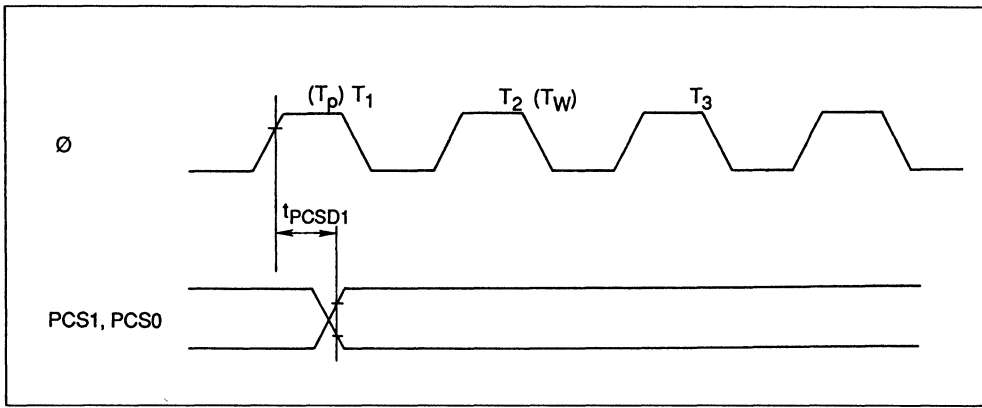 (Tp) T1 T2 (TW) T3
Ø
tPCSD1
PCS1, PCS0